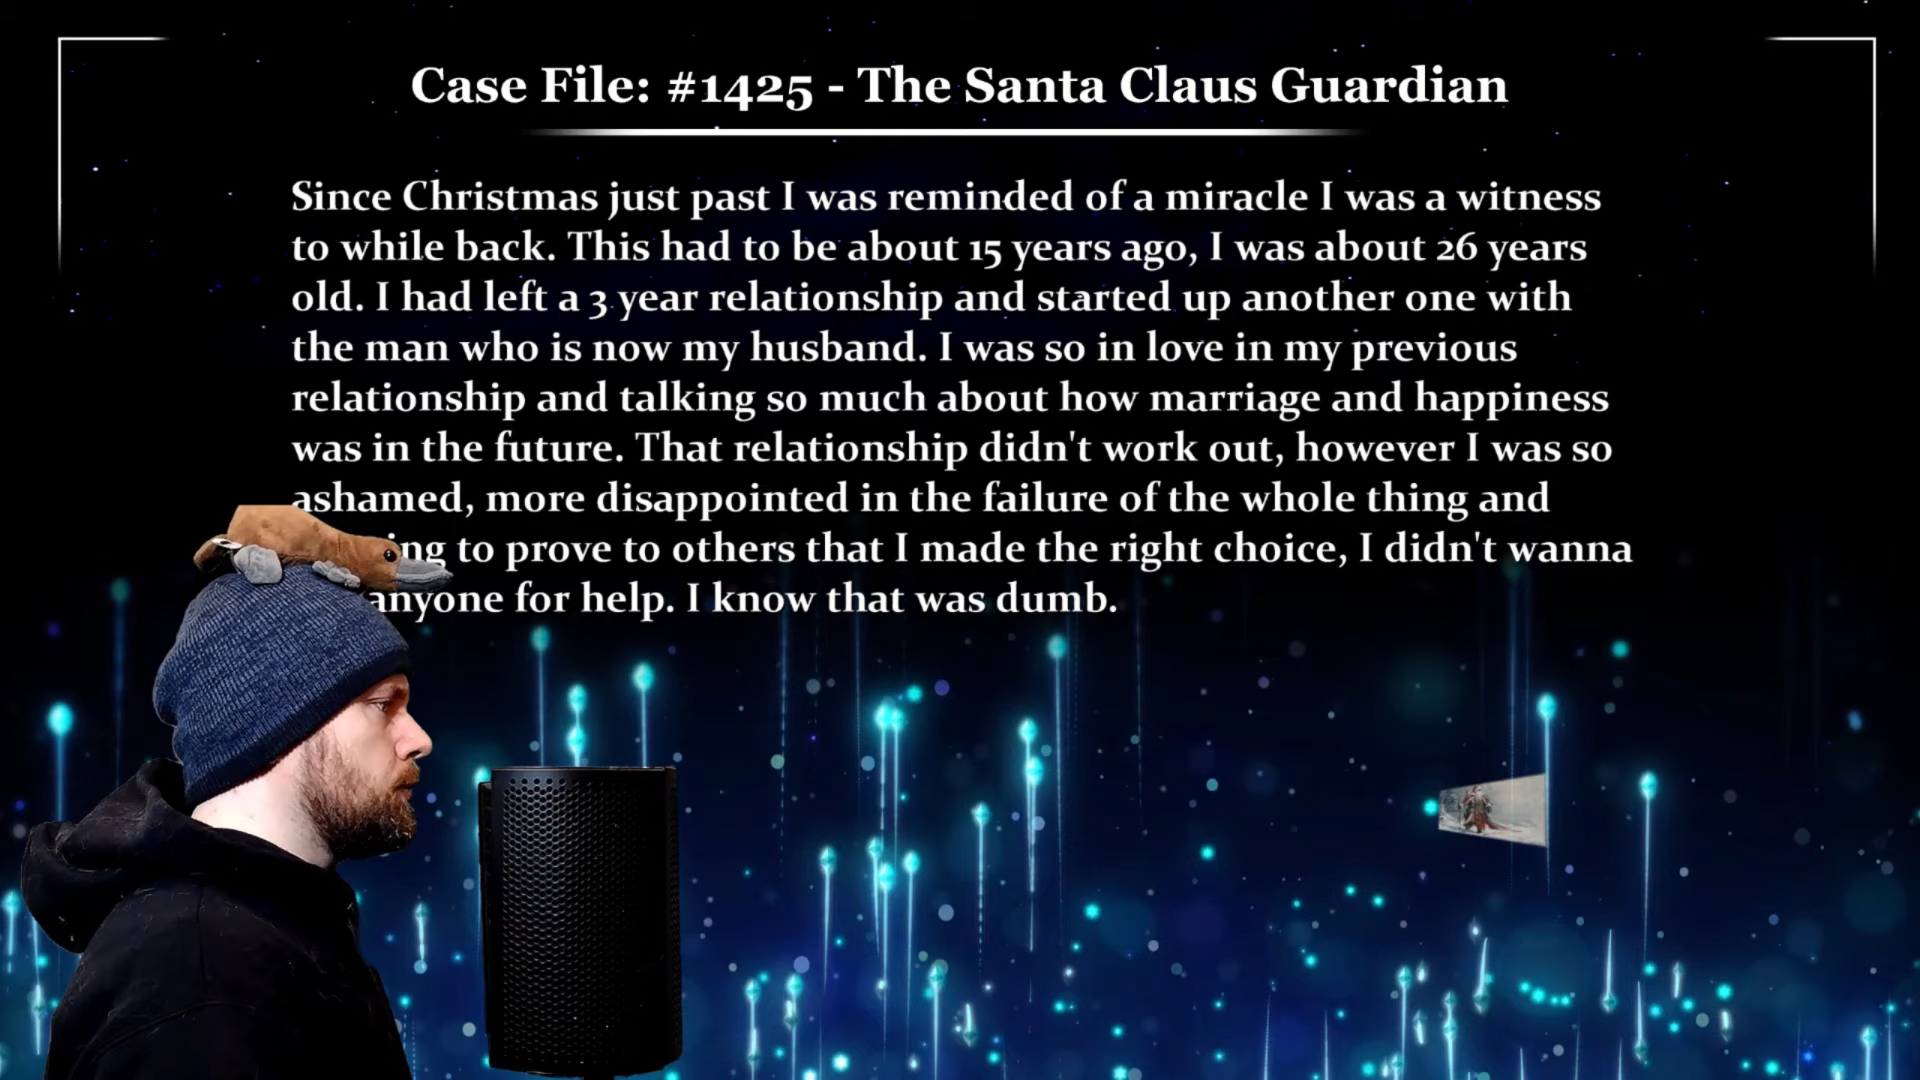 Case File: #1425 - The Santa Claus Guardian
Since Christmas just past I was reminded of a miracle I was a witness
to while back. This had to be about 15 years ago, I was about 26 years
old. I had left a 3 year relationship and started up another one with
the man who is now my husband. I was so in love in my previous
relationship and talking so much about how marriage and happiness
was in the future. That relationship didn't work out, however I was so
ashamed, more disappointed in the failure of the whole thing and
to prove to others that I made the right choice, I didn't wanna
anyone for help. I know that was dumb.